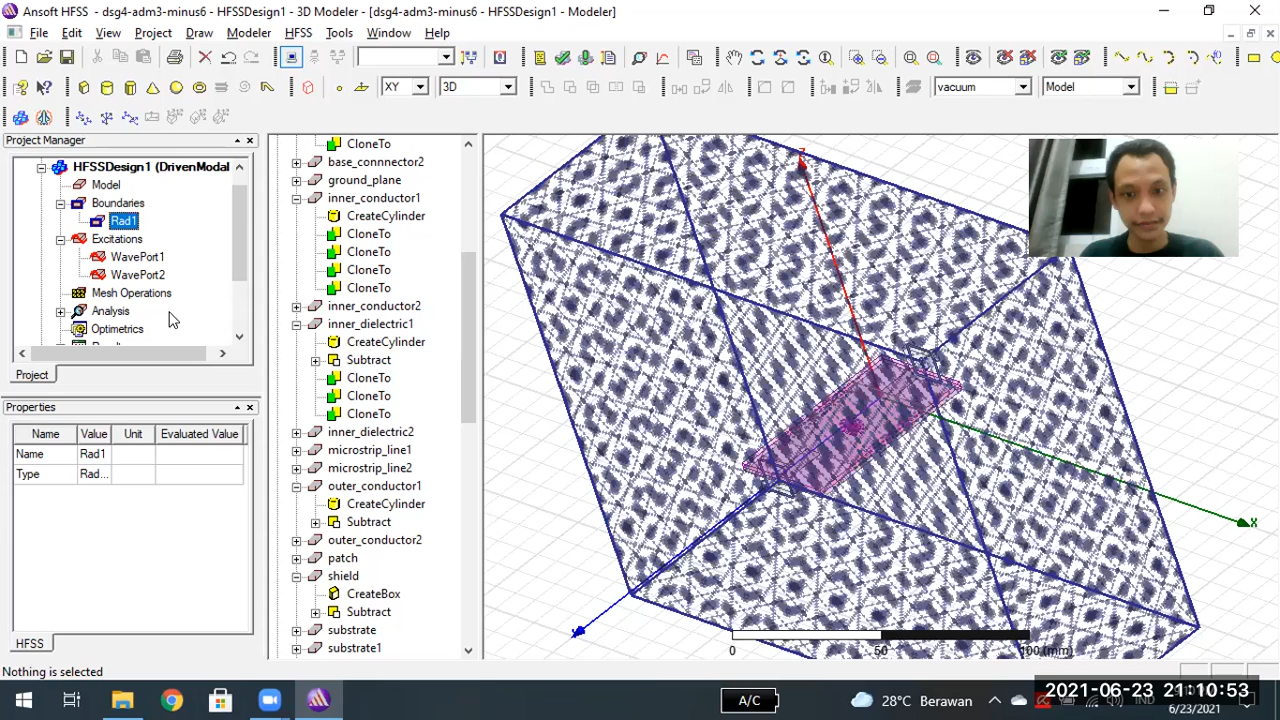 Ansoft HFSS - dsg4-adm3-minus6 - HFSSDesign1 - 3D Modeler - [dsg4-adm3-minus6 - HFSSDesign1 - Modeler]
File Edit View Project Draw Modeler HFSS Tools Window Help
XY 3D vacuum Model
Project Manager
HFSSDesign1 (DrivenModal
Model
Boundaries
Rad1
Excitations
WavePort1
WavePort2
Mesh Operations
Analysis
Optimetrics
Project
Properties
Name Value Unit Evaluated Value
Name Rad1
Type Rad...
HFSS
CloneTo
base_connnector2
ground_plane
inner_conductor1
CreateCylinder
CloneTo
CloneTo
CloneTo
CloneTo
inner_conductor2
inner_dielectric1
CreateCylinder
Subtract
CloneTo
CloneTo
CloneTo
inner_dielectric2
microstrip_line1
microstrip_line2
outer_conductor1
CreateCylinder
Subtract
outer_conductor2
patch
shield
CreateBox
Subtract
substrate
substrate1
Z
X
0 50 100 (mm)
Nothing is selected
A/C
28°C Berawan
IND
2021-06-23 21:10:53
6/23/2021